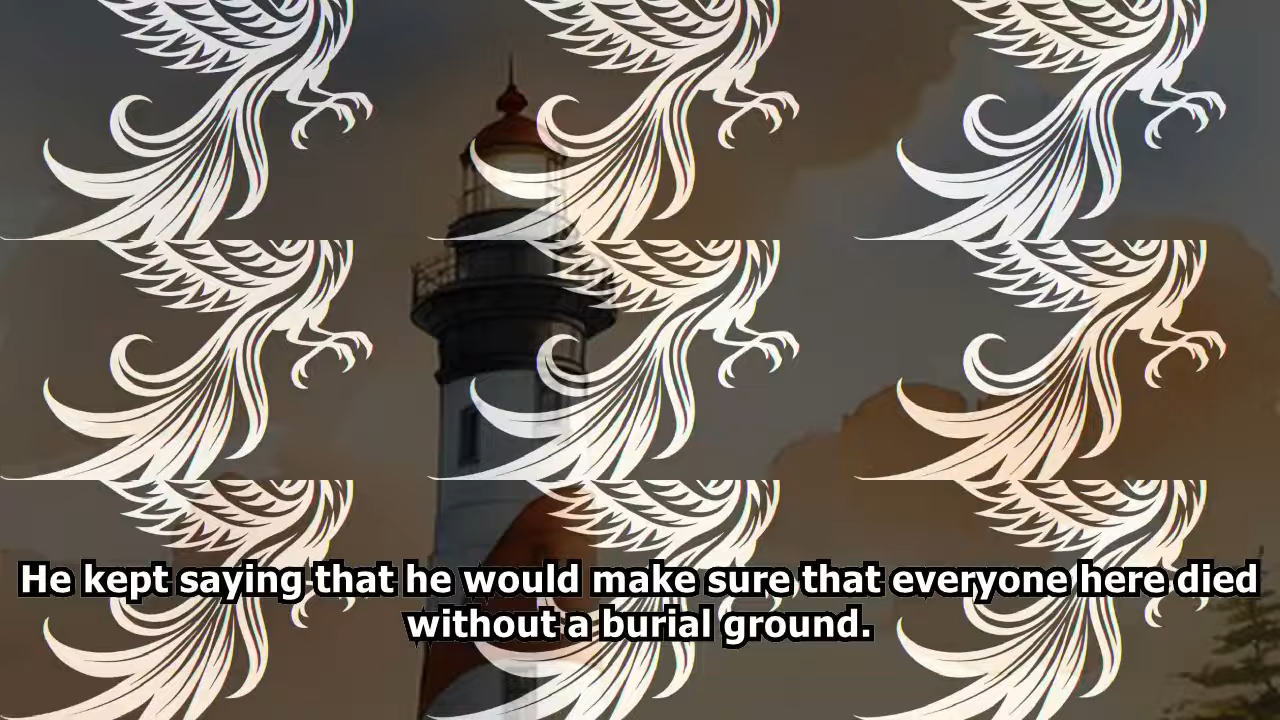 He kept saying that he would make sure that everyone here died
without a burial ground.